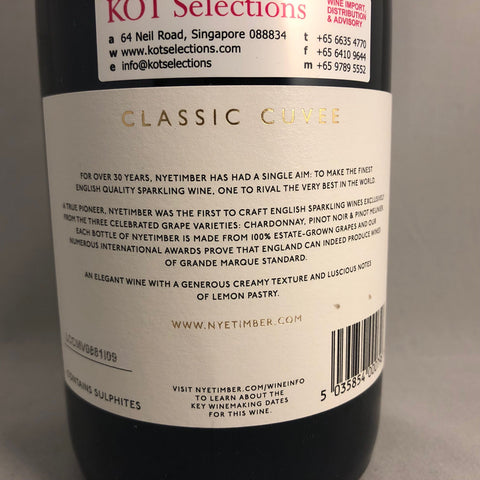 KOT Selections
WINE IMPORT,
DISTRIBUTION
& ADVISORY
a 64 Neil Road, Singapore 088834
w www.kotselections.com
e info@kotselections
t +65 6635 4770
f +65 6410 9644
m +65 9789 5552
CLASSIC CUVEE
FOR OVER 30 YEARS, NYETIMBER HAS HAD A SINGLE AIM: TO MAKE THE FINEST
ENGLISH QUALITY SPARKLING WINE, ONE TO RIVAL THE VERY BEST IN THE WORLD.
A TRUE PIONEER, NYETIMBER WAS THE FIRST TO CRAFT ENGLISH SPARKLING WINES EXCLUSIVELY
FROM THE THREE CELEBRATED GRAPE VARIETIES: CHARDONNAY, PINOT NOIR & PINOT MEUNIER.
EACH BOTTLE OF NYETIMBER IS MADE FROM 100% ESTATE-GROWN GRAPES AND OUR
NUMEROUS INTERNATIONAL AWARDS PROVE THAT ENGLAND CAN INDEED PRODUCE WINES
OF GRANDE MARQUE STANDARD.
AN ELEGANT WINE WITH A GENEROUS CREAMY TEXTURE AND LUSCIOUS NOTES
OF LEMON PASTRY.
WWW.NYETIMBER.COM
CONTAINS SULPHITES
VISIT NYETIMBER.COM/WINEINFO
TO LEARN ABOUT THE
KEY WINEMAKING DATES
FOR THIS WINE.